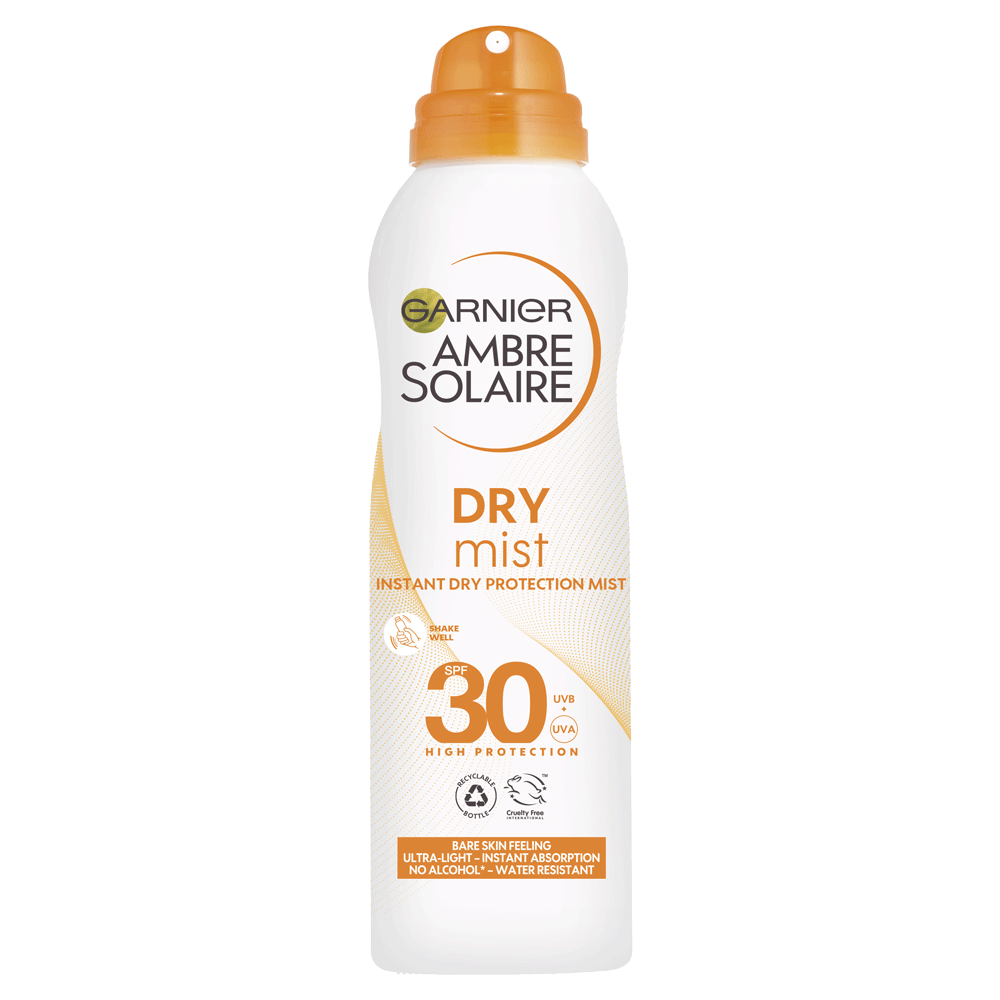 GARNIER
AMBRE
SOLAIRE
DRY
mist
INSTANT DRY PROTECTION MIST
SHAKE
WELL
SPF
30
UVB
+
UVA
HIGH PROTECTION
RECYCLABLE
BOTTLE
TM
Cruelty Free
INTERNATIONAL
BARE SKIN FEELING
ULTRA-LIGHT – INSTANT ABSORPTION
NO ALCOHOL* – WATER RESISTANT